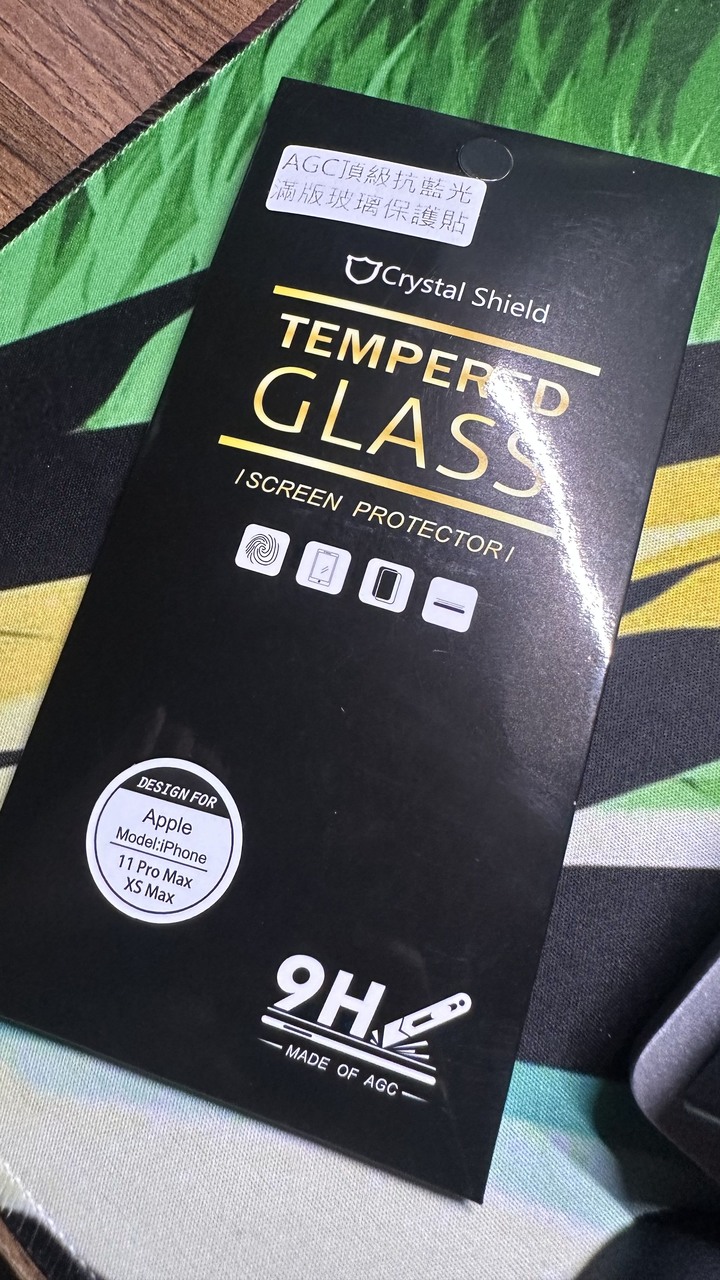 AGC頂級抗藍光
滿版玻璃保護貼
Crystal Shield
TEMPERED
GLASS
/ SCREEN PROTECTOR /
DESIGN FOR
Apple
Model:iPhone
11 Pro Max
XS Max
9H
MADE OF AGC